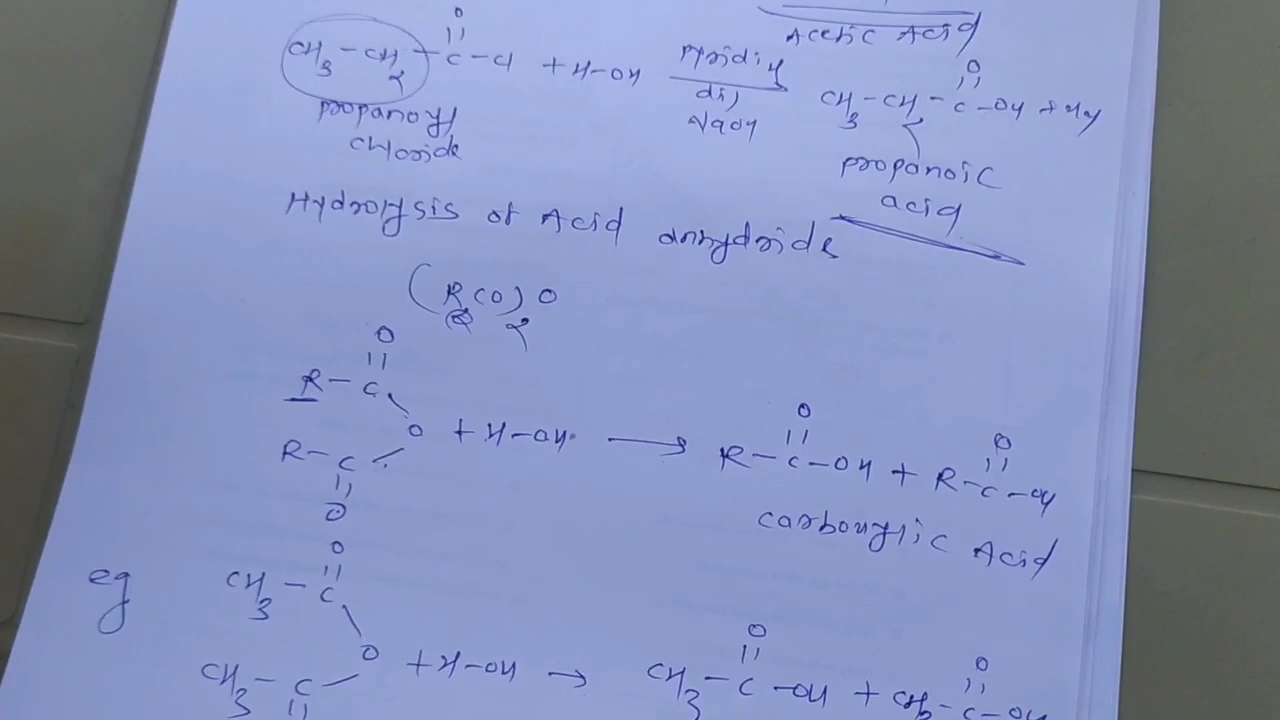 Acetic Acid
O
CH3 - CH2 - C - Cl + H-OH pyridin CH3-CH2-C-OH + HCl
dil NaOH
propanoyl chloride
propanoic acid
Hydrolysis of Acid anhydride
(RCO)2O
O
R-C
O + H-OH → R-C-OH + R-C-OH
R-C
O
carboxylic Acid
eg
O
CH3 - C
O + H-OH → CH3-C-OH + CH3-C-OH
CH3 - C